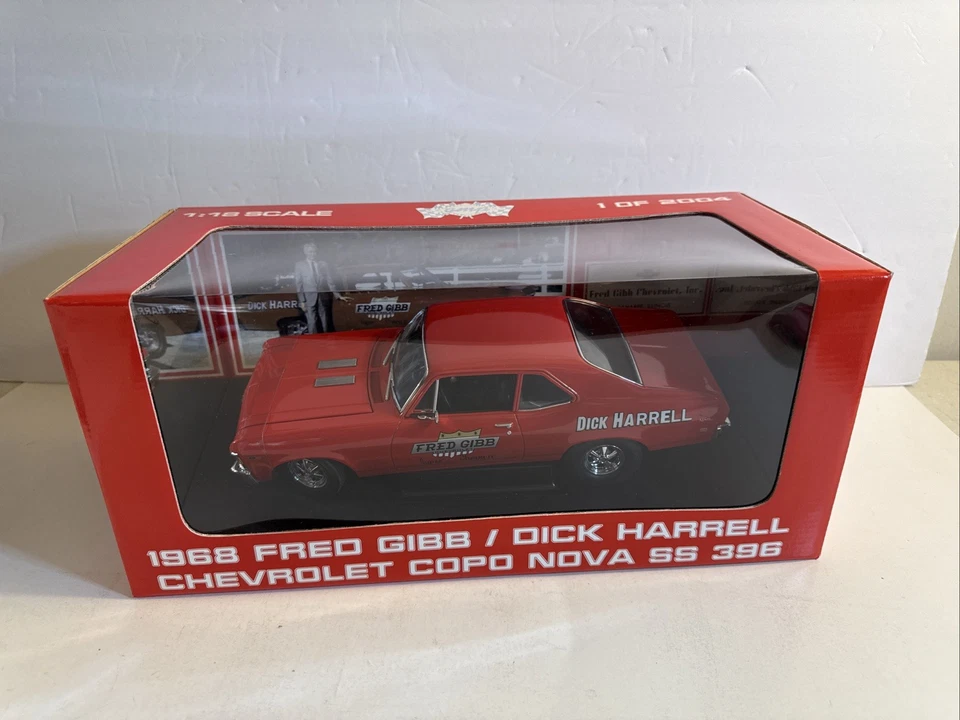 1:18 SCALE
1 OF 2004
DICK HARR
FRED GIBB
Fred Gibb Chevrolet, Inc.
FRED GIBB
DICK HARRELL
1968 FRED GIBB / DICK HARRELL
CHEVROLET COPO NOVA SS 396